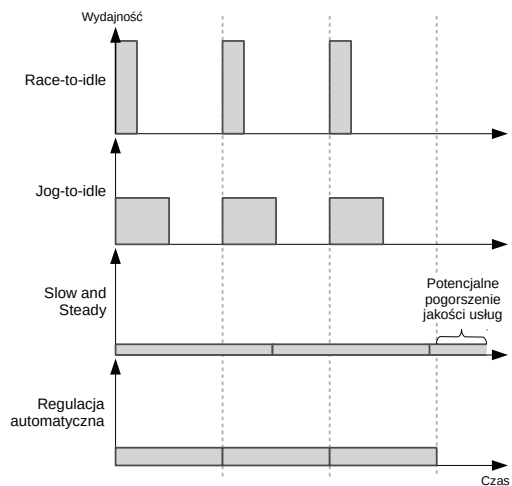 Wydajność
Race-to-idle
Jog-to-idle
Slow and
Steady
Potencjalne
pogorszenie
jakości usług
Regulacja
automatyczna
Czas